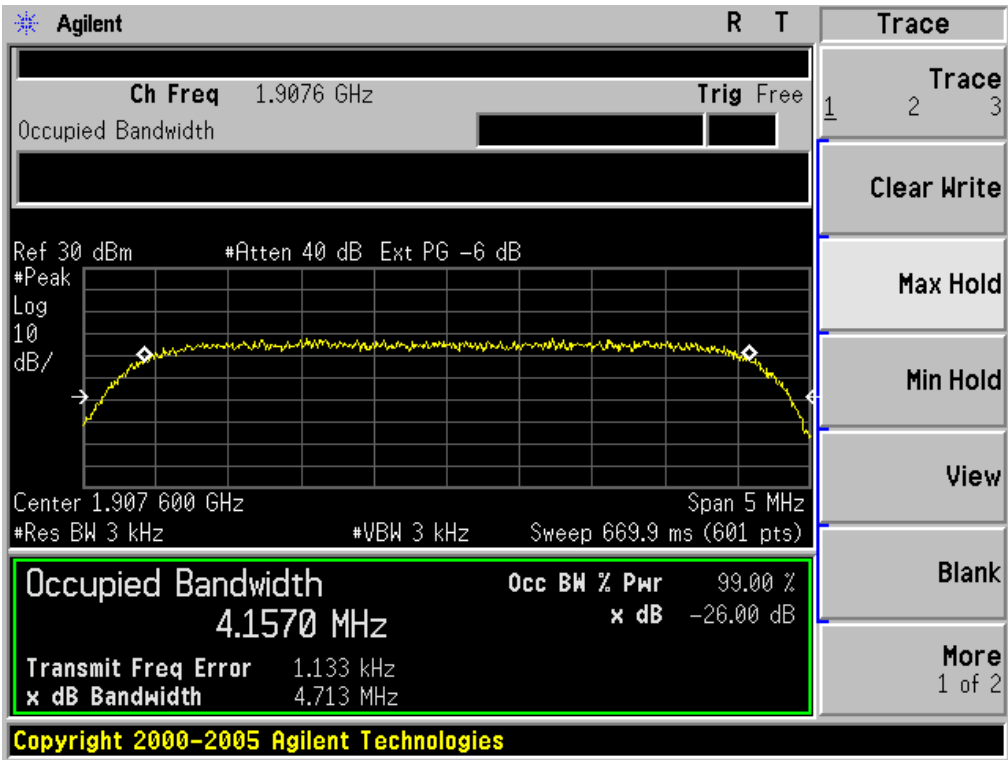 Agilent R T Trace
Ch Freq 1.9076 GHz Trig Free
Occupied Bandwidth
Trace
1 2 3
Clear Write
Ref 30 dBm #Atten 40 dB Ext PG -6 dB
#Peak
Log
10
dB/
Max Hold
Min Hold
View
Center 1.907 600 GHz Span 5 MHz
#Res BW 3 kHz #VBW 3 kHz Sweep 669.9 ms (601 pts)
Occupied Bandwidth Occ BW % Pwr 99.00 %
4.1570 MHz x dB -26.00 dB
Transmit Freq Error 1.133 kHz
x dB Bandwidth 4.713 MHz
Blank
More
1 of 2
Copyright 2000-2005 Agilent Technologies